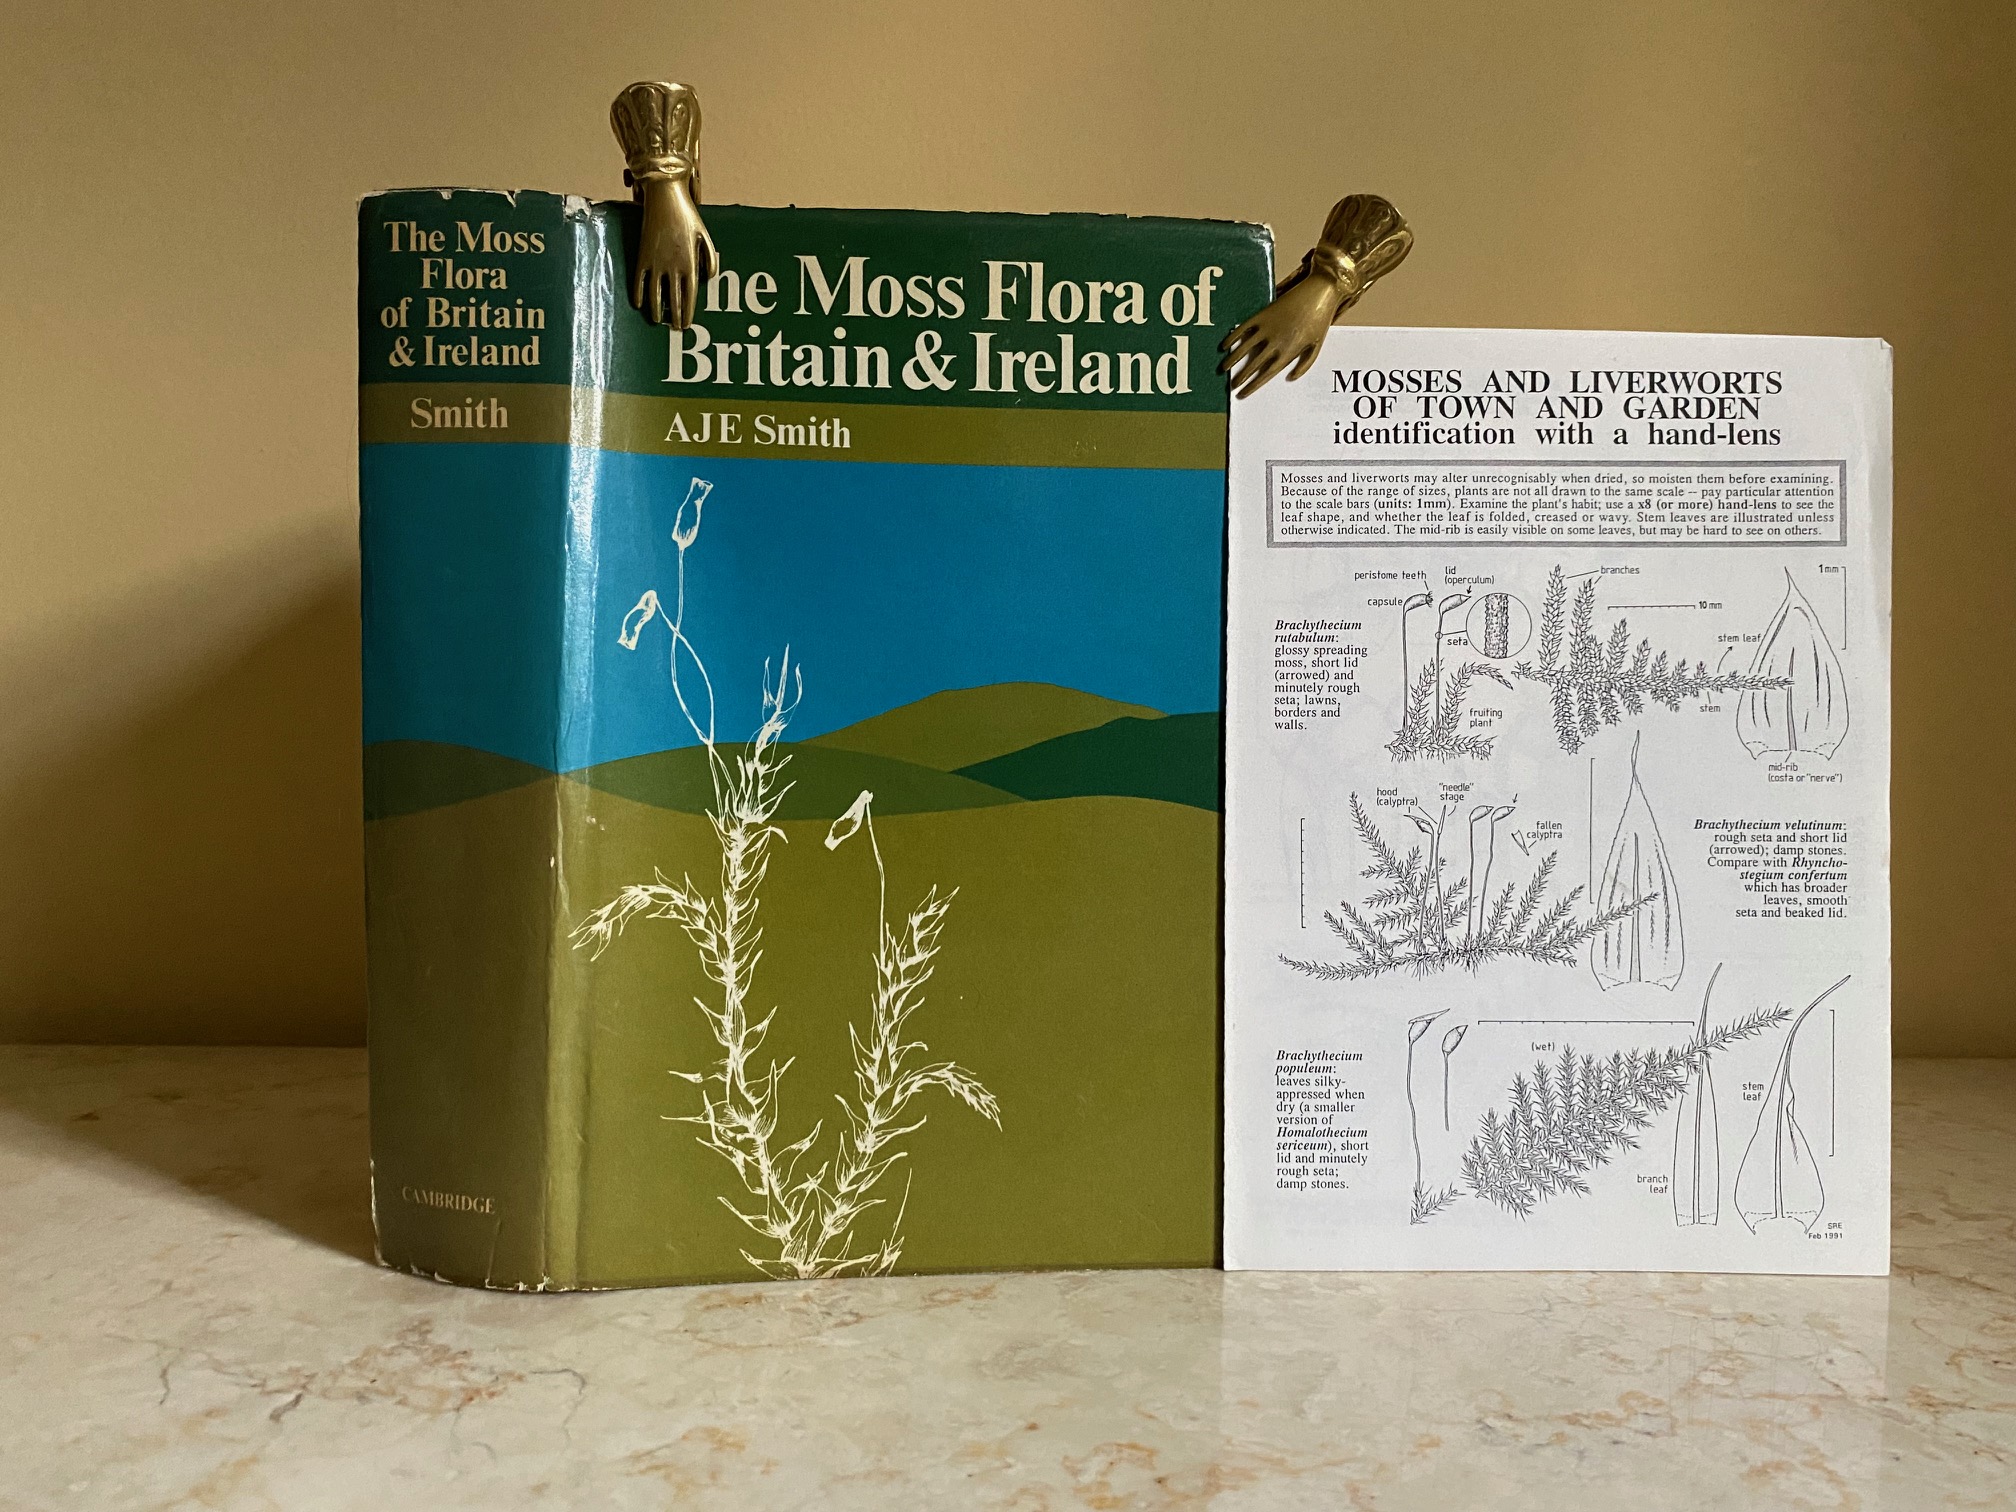 The Moss
Flora
of Britain
& Ireland
Smith
CAMBRIDGE
The Moss Flora of
Britain & Ireland
AJE Smith
MOSSES AND LIVERWORTS
OF TOWN AND GARDEN
identification with a hand-lens
Mosses and liverworts may alter unrecognisably when dried, so moisten them before examining.
Because of the range of sizes, plants are not all drawn to the same scale – pay particular attention
to the scale bars (units: 1mm). Examine the plant's habit; use a x8 (or more) hand-lens to see the
leaf shape, and whether the leaf is folded, creased or wavy. Stem leaves are illustrated unless
otherwise indicated. The mid-rib is easily visible on some leaves, but may be hard to see on others.
peristome teeth
lid
(operculum)
branches
1mm
capsule
10 mm
Brachythecium
rutabulum:
glossy spreading
moss, short lid
(arrowed) and
minutely rough
seta; lawns,
borders and
walls.
seta
stem leaf
fruiting
plant
stem
mid-rib
(costa or "nerve")
hood
(calyptra)
"needle"
stage
fallen
calyptra
Brachythecium velutinum:
rough seta and short lid
(arrowed); damp stones.
Compare with Rhyncho-
stegium confertum
which has broader
leaves, smooth
seta and beaked lid.
Brachythecium
populeum:
leaves silky-
appressed when
dry (a smaller
version of
Homalothecium
sericeum), short
lid and minutely
rough seta;
damp stones.
(wet)
stem
leaf
branch
leaf
SRE
Feb 1991